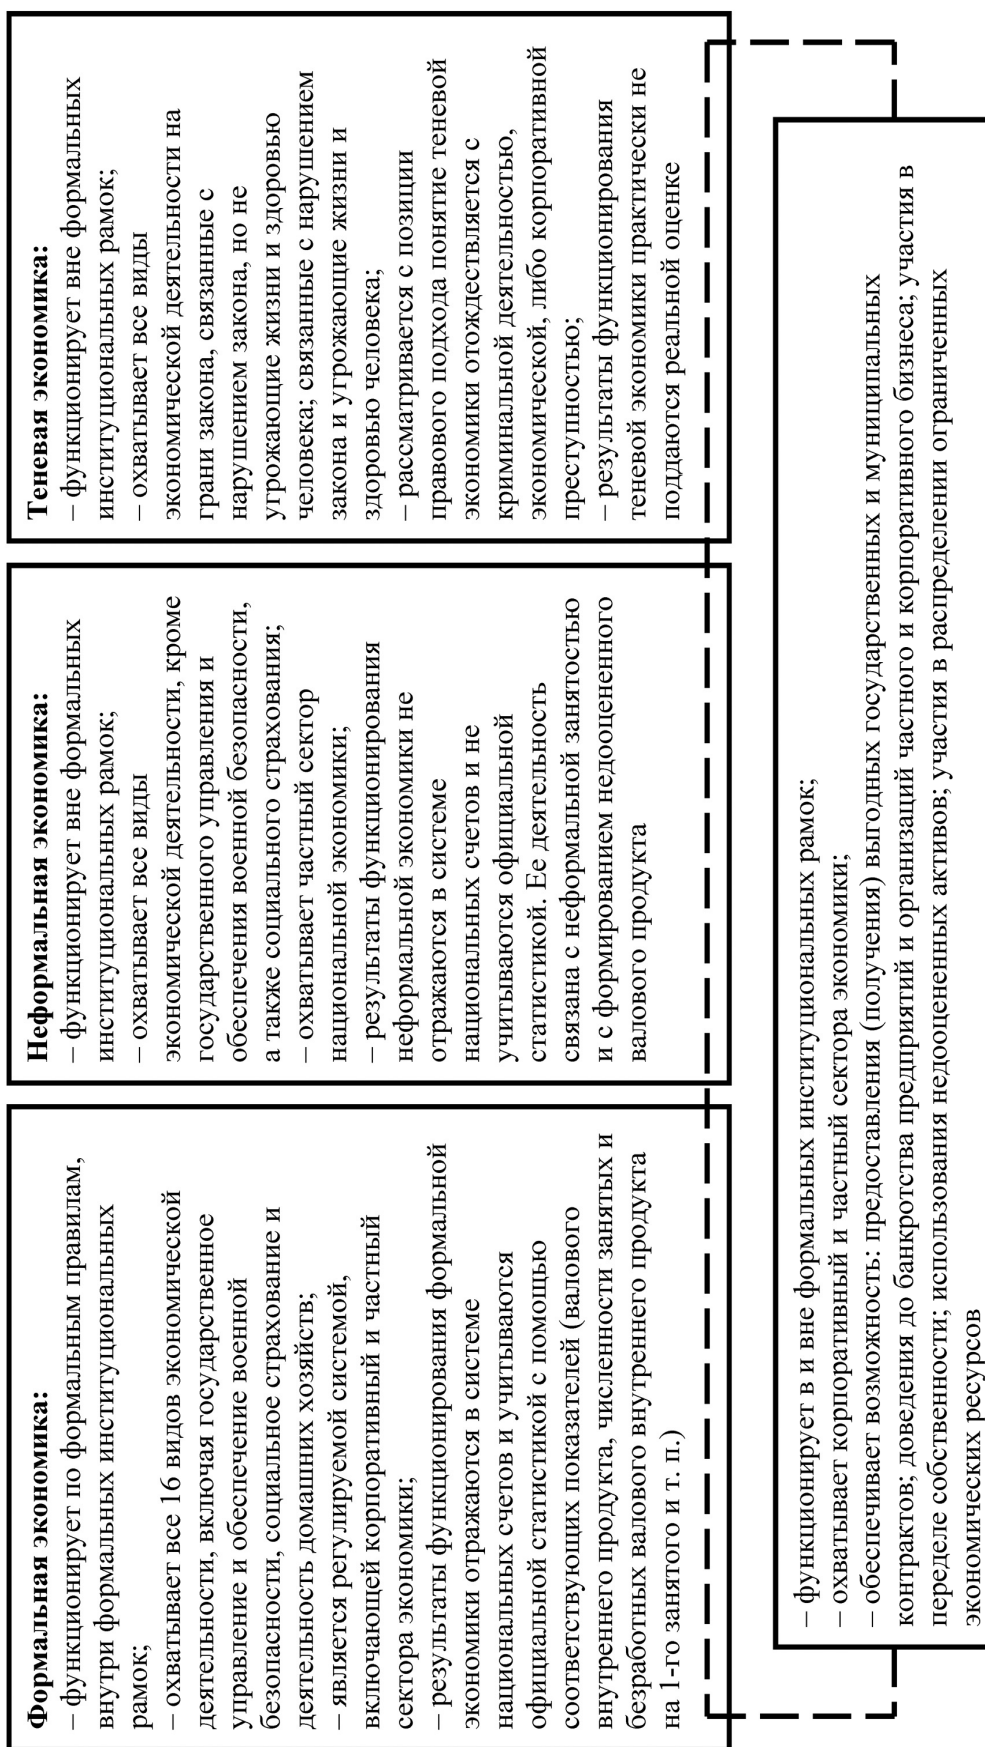 Формальная экономика:
– функционирует по формальным правилам,
внутри формальных институциональных
рамок;
– охватывает все 16 видов экономической
деятельности, включая государственное
управление и обеспечение военной
безопасности, социальное страхование и
деятельность домашних хозяйств;
– является регулируемой системой,
включающей корпоративный и частный
сектора экономики;
– результаты функционирования формальной
экономики отражаются в системе
национальных счетов и учитываются
официальной статистикой с помощью
соответствующих показателей (валового
внутреннего продукта, численности занятых и
безработных валового внутреннего продукта
на 1-го занятого и т. п.)
Неформальная экономика:
– функционирует вне формальных
институциональных рамок;
– охватывает все виды
экономической деятельности, кроме
государственного управления и
обеспечения военной безопасности,
а также социального страхования;
– охватывает частный сектор
национальной экономики;
– результаты функционирования
неформальной экономики не
отражаются в системе
национальных счетов и не
учитываются официальной
статистикой. Ее деятельность
связана с неформальной занятостью
и с формированием недооцененного
валового продукта
Теневая экономика:
– функционирует вне формальных
институциональных рамок;
– охватывает все виды
экономической деятельности на
грани закона, связанные с
нарушением закона, но не
угрожающие жизни и здоровью
человека; связанные с нарушением
закона и угрожающие жизни и
здоровью человека;
– рассматривается с позиции
правового подхода понятие теневой
экономики отождествляется с
криминальной деятельностью,
экономической, либо корпоративной
преступностью;
– результаты функционирования
теневой экономики практически не
поддаются реальной оценке
– функционирует в и вне формальных институциональных рамок;
– охватывает корпоративный и частный сектора экономики;
– обеспечивает возможность: предоставления (получения) выгодных государственных и муниципальных
контрактов; доведения до банкротства предприятий и организаций частного и корпоративного бизнеса; участия в
переделе собственности; использования недооцененных активов; участия в распределении ограниченных
экономических ресурсов